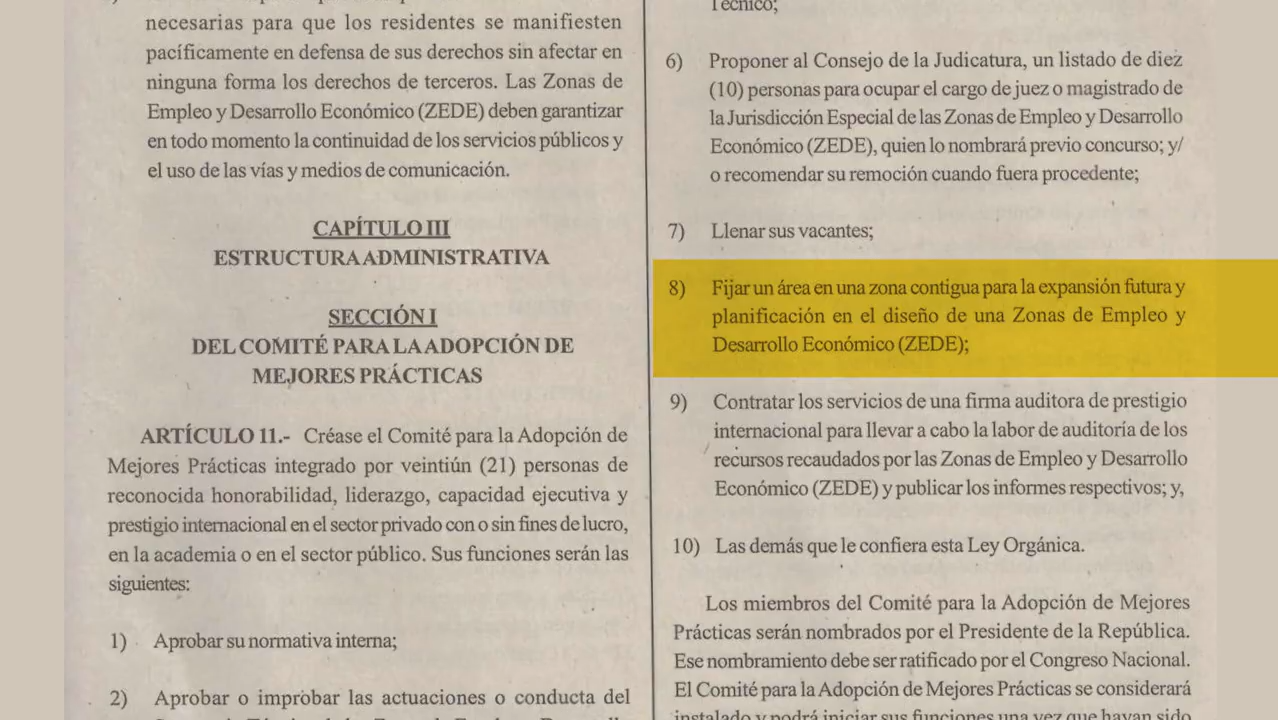 necesarias para que los residentes se manifiesten
pacíficamente en defensa de sus derechos sin afectar en
ninguna forma los derechos de terceros. Las Zonas de
Empleo y Desarrollo Económico (ZEDE) deben garantizar
en todo momento la continuidad de los servicios públicos y
el uso de las vías y medios de comunicación.
CAPÍTULO III
ESTRUCTURA ADMINISTRATIVA
SECCIÓN I
DEL COMITÉ PARA LA ADOPCIÓN DE
MEJORES PRÁCTICAS
ARTÍCULO 11.- Créase el Comité para la Adopción de
Mejores Prácticas integrado por veintiún (21) personas de
reconocida honorabilidad, liderazgo, capacidad ejecutiva y
prestigio internacional en el sector privado con o sin fines de lucro,
en la academia o en el sector público. Sus funciones serán las
siguientes:
1) Aprobar su normativa interna;
2) Aprobar o improbar las actuaciones o conducta del
Técnico;
6) Proponer al Consejo de la Judicatura, un listado de diez
(10) personas para ocupar el cargo de juez o magistrado de
la Jurisdicción Especial de las Zonas de Empleo y Desarrollo
Económico (ZEDE), quien lo nombrará previo concurso; y/
o recomendar su remoción cuando fuera procedente;
7) Llenar sus vacantes;
8) Fijar un área en una zona contigua para la expansión futura y
planificación en el diseño de una Zonas de Empleo y
Desarrollo Económico (ZEDE);
9) Contratar los servicios de una firma auditora de prestigio
internacional para llevar a cabo la labor de auditoría de los
recursos recaudados por las Zonas de Empleo y Desarrollo
Económico (ZEDE) y publicar los informes respectivos; y,
10) Las demás que le confiera esta Ley Orgánica.
Los miembros del Comité para la Adopción de Mejores
Prácticas serán nombrados por el Presidente de la República.
Ese nombramiento debe ser ratificado por el Congreso Nacional.
El Comité para la Adopción de Mejores Prácticas se considerará
instalado y podrá iniciar sus funciones una vez que hayan sido